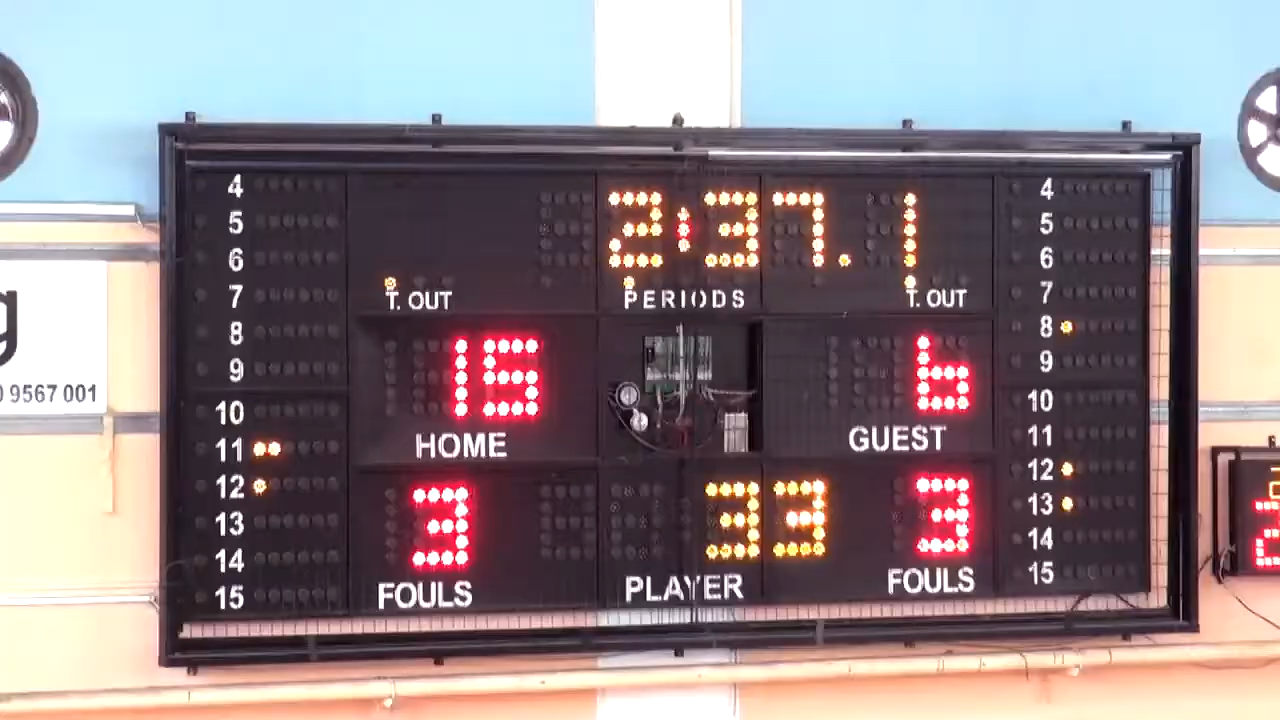 4 2:37.1 4
5 5
6 6
7 T. OUT PERIODS T. OUT 7
8 8
9 15 6 9
g
9567 001
10 10
11 HOME GUEST 11
12 12
13 3 33 3 13
14 14
15 FOULS PLAYER FOULS 15